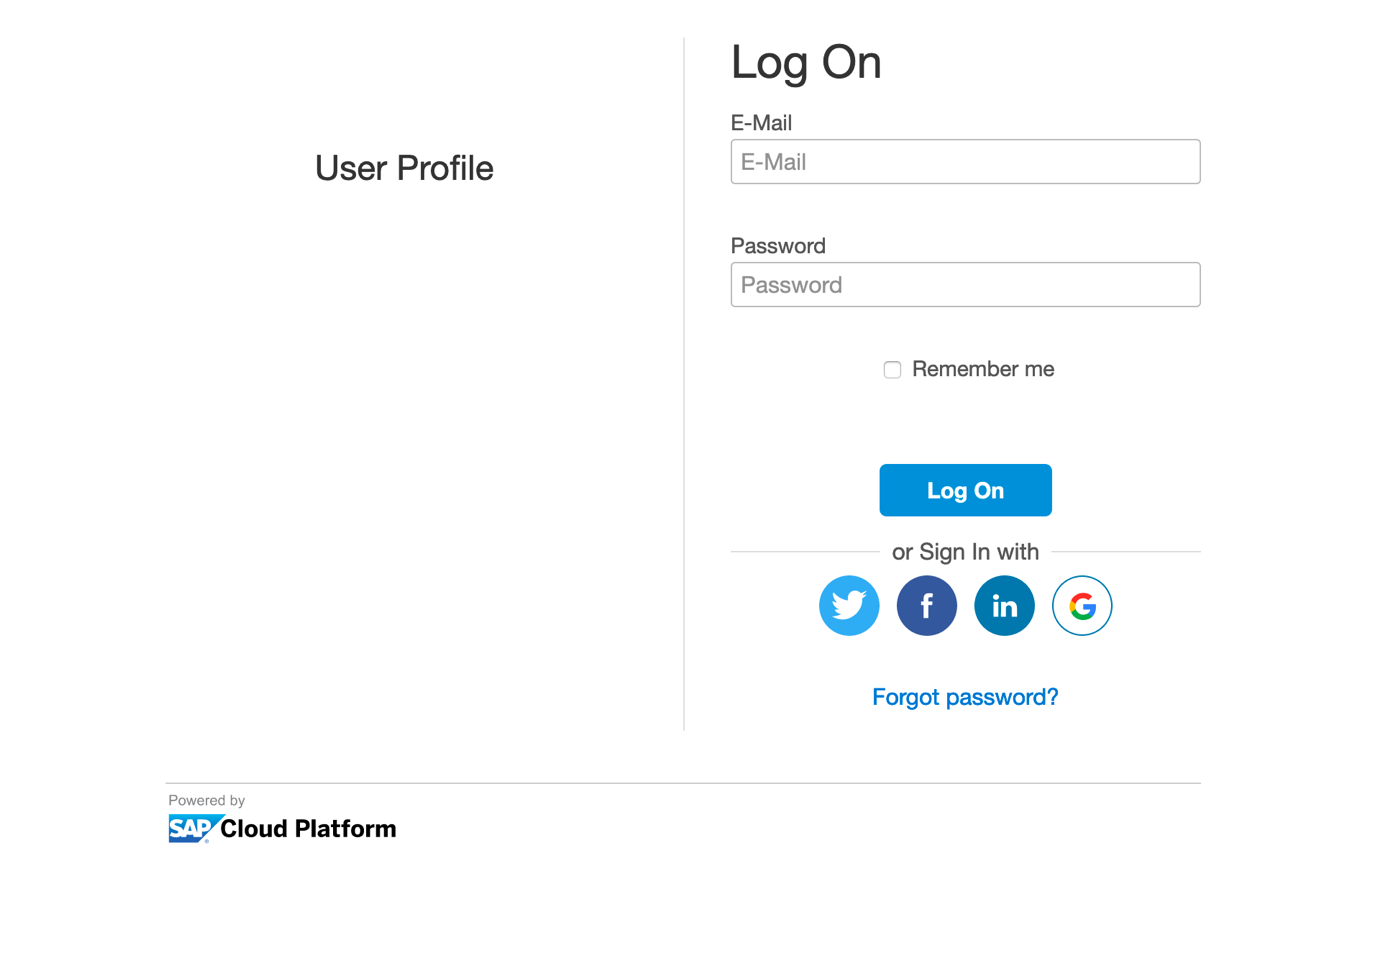 User Profile
Log On
E-Mail
E-Mail
Password
Password
Remember me
Log On
or Sign In with
f
in
G
Forgot password?
Powered by
SAP® Cloud Platform